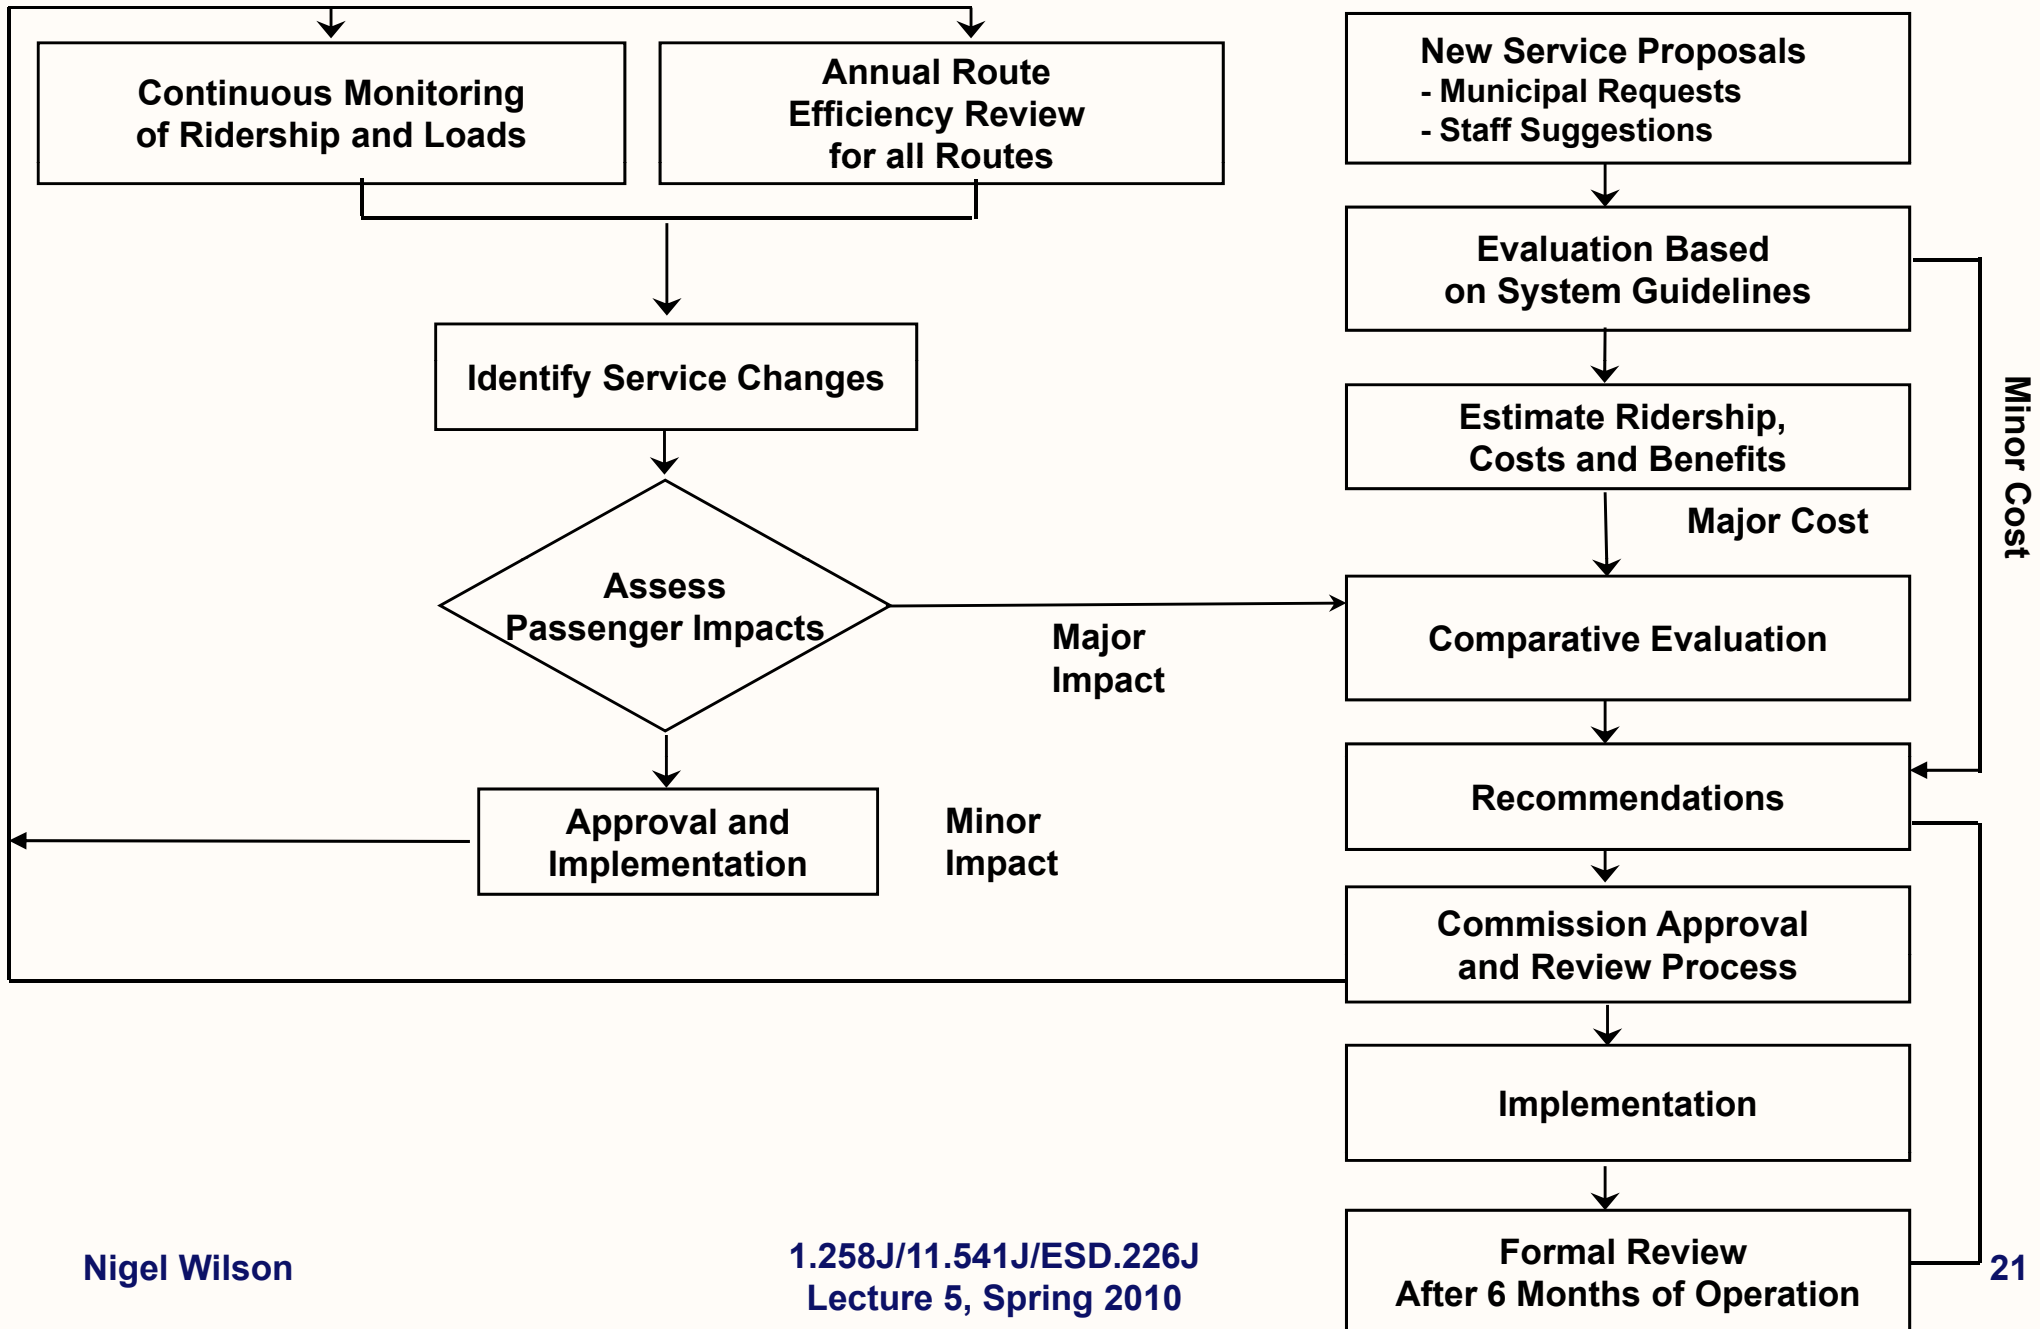 Continuous Monitoring
of Ridership and Loads
Annual Route
Efficiency Review
for all Routes
New Service Proposals
- Municipal Requests
- Staff Suggestions
Evaluation Based
on System Guidelines
Identify Service Changes
Estimate Ridership,
Costs and Benefits
Minor Cost
Major Cost
Assess
Passenger Impacts
Major
Impact
Comparative Evaluation
Recommendations
Approval and
Implementation
Minor
Impact
Commission Approval
and Review Process
Implementation
Formal Review
After 6 Months of Operation
Nigel Wilson
1.258J/11.541J/ESD.226J
Lecture 5, Spring 2010
21